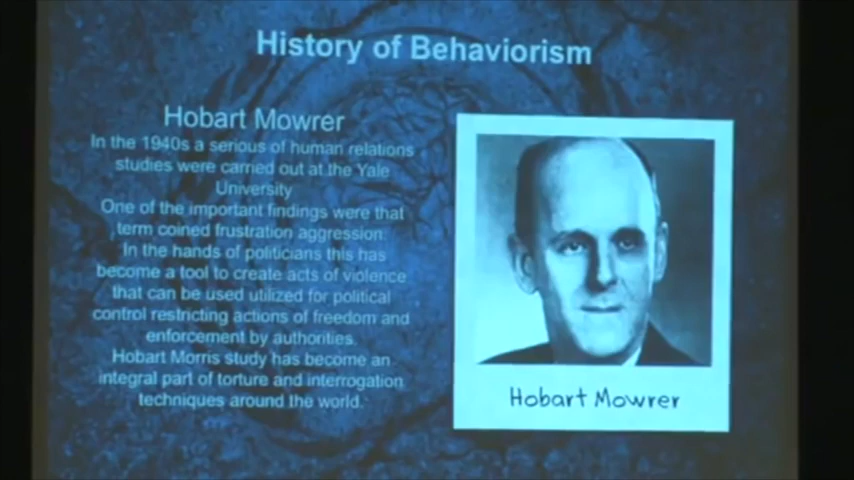 History of Behaviorism
Hobart Mowrer
In the 1940s a serious of human relations
studies were carried out at the Yale
University
One of the important findings were that
term coined frustration aggression.
In the hands of politicians this has
become a tool to create acts of violence
that can be used utilized for political
control restricting actions of freedom and
enforcement by authorities.
Hobart Morris study has become an
integral part of torture and interrogation
techniques around the world.
Hobart Mowrer